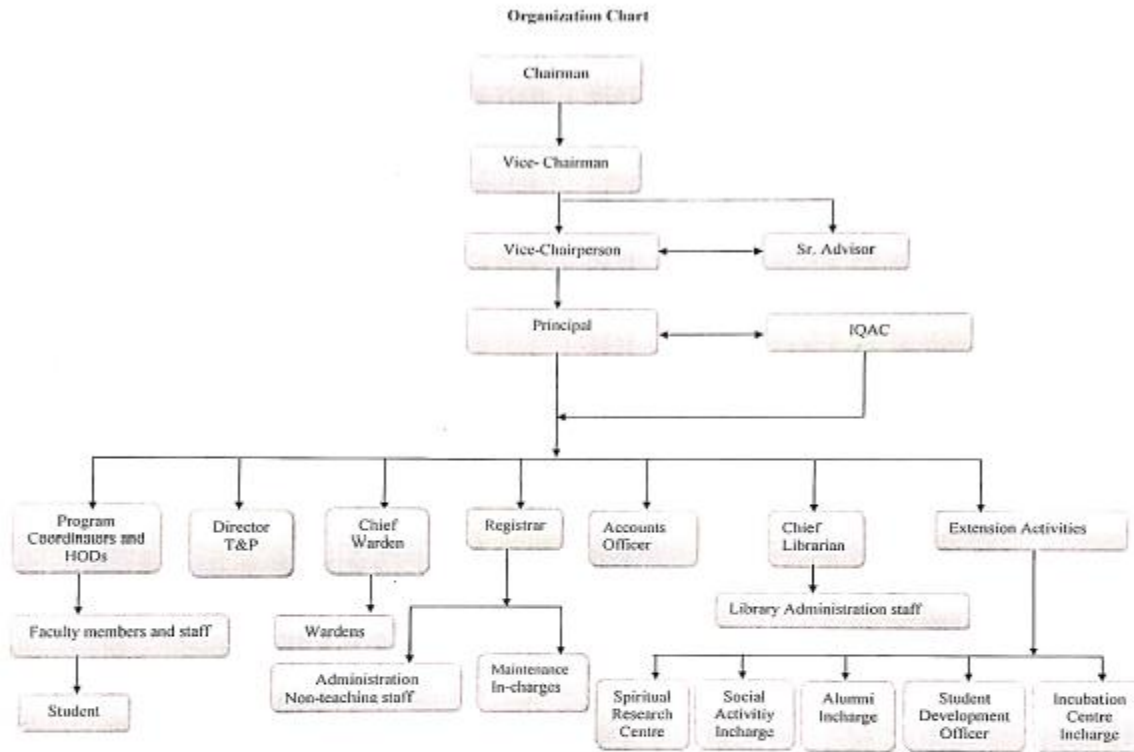 Organization Chart
Chairman
Vice- Chairman
Vice-Chairperson
Sr. Advisor
Principal
IQAC
Program
Coordinators and
HODs
Director
T&P
Chief
Warden
Registrar
Accounts
Officer
Chief
Librarian
Extension Activities
Faculty members and staff
Wardens
Library Administration staff
Administration
Non-teaching staff
Maintenance
In-charges
Student
Spiritual
Research
Centre
Social
Activitiy
Incharge
Alumni
Incharge
Student
Development
Officer
Incubation
Centre
Incharge